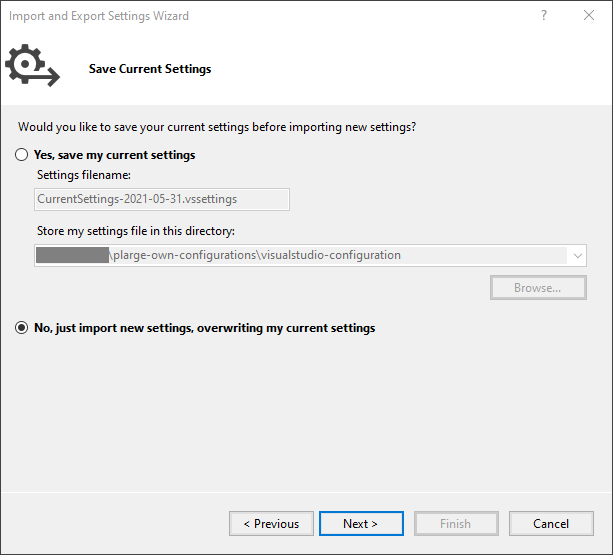 Import and Export Settings Wizard
?
Save Current Settings
Would you like to save your current settings before importing new settings?
Yes, save my current settings
Settings filename:
CurrentSettings-2021-05-31.vssettings
Store my settings file in this directory:
\plarge-own-configurations\visualstudio-configuration
Browse...
No, just import new settings, overwriting my current settings
< Previous
Next >
Finish
Cancel